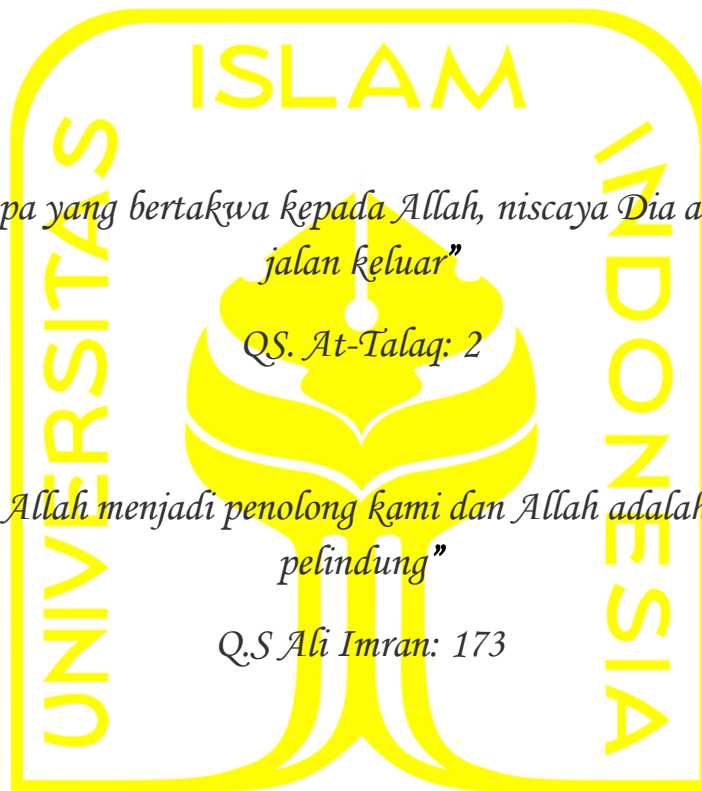 ISLAM
UNIVERSITAS
INDONESIA
pa yang bertakwa kepada Allah, niscaya Dia a
jalan keluar”
QS. At-Talaq: 2
Allah menjadi penolong kami dan Allah adalah
pelindung”
Q.S Ali Imran: 173